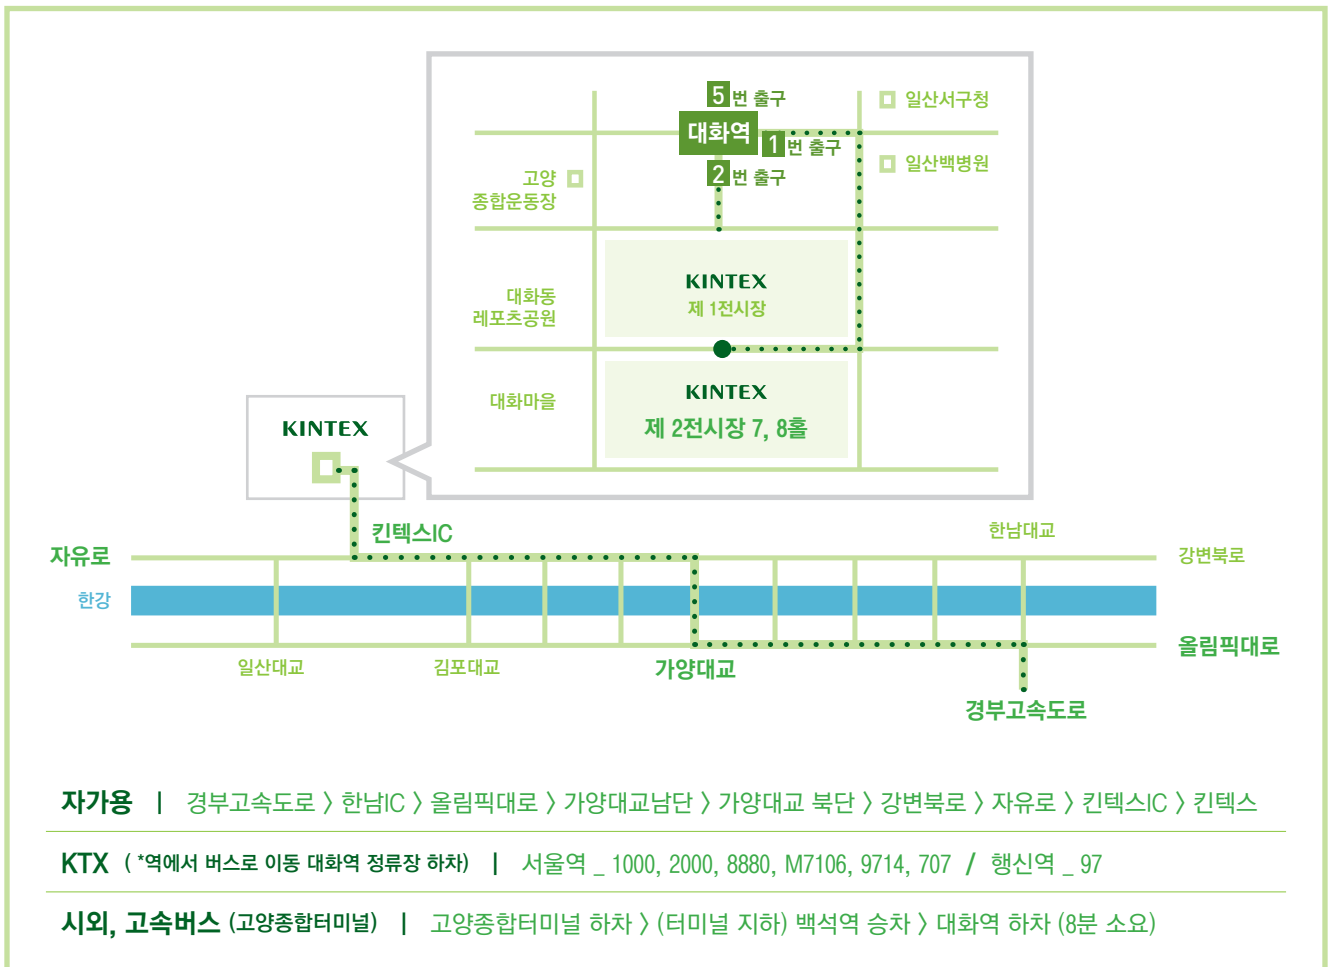 5번 출구
대화역
1번 출구
2번 출구
일산서구청
일산백병원
고양
종합운동장
KINTEX
제 1전시장
대화동
레포츠공원
KINTEX
제 2전시장 7, 8홀
대화마을
KINTEX
킨텍스IC
한남대교
자유로
강변북로
한강
올림픽대로
일산대교
김포대교
가양대교
경부고속도로
자가용 | 경부고속도로 > 한남IC > 올림픽대로 > 가양대교남단 > 가양대교 북단 > 강변북로 > 자유로 > 킨텍스IC > 킨텍스
KTX ( *역에서 버스로 이동 대화역 정류장 하차) | 서울역 _ 1000, 2000, 8880, M7106, 9714, 707 / 행신역 _ 97
시외, 고속버스 (고양종합터미널) | 고양종합터미널 하차 > (터미널 지하) 백석역 승차 > 대화역 하차 (8분 소요)